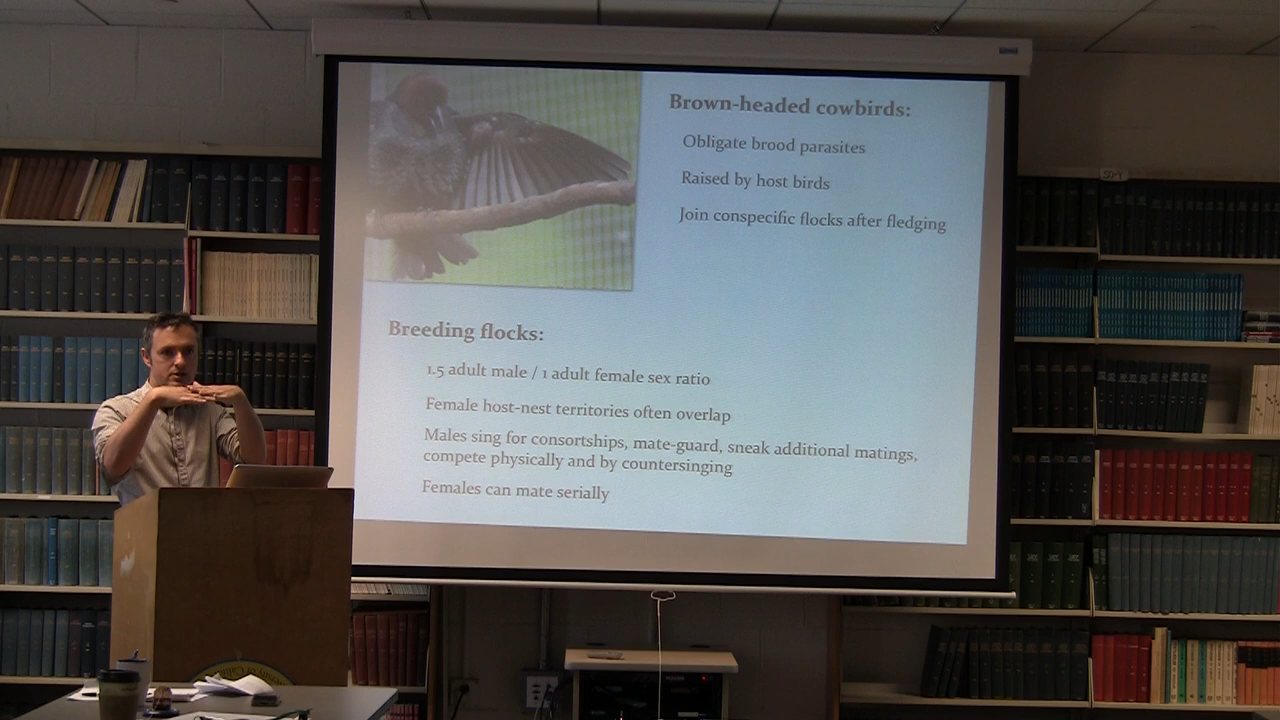 Brown-headed cowbirds:
Obligate brood parasites
Raised by host birds
Join conspecific flocks after fledging
Breeding flocks:
1.5 adult male / 1 adult female sex ratio
Female host-nest territories often overlap
Males sing for consortships, mate-guard, sneak additional matings,
compete physically and by countersinging
Females can mate serially